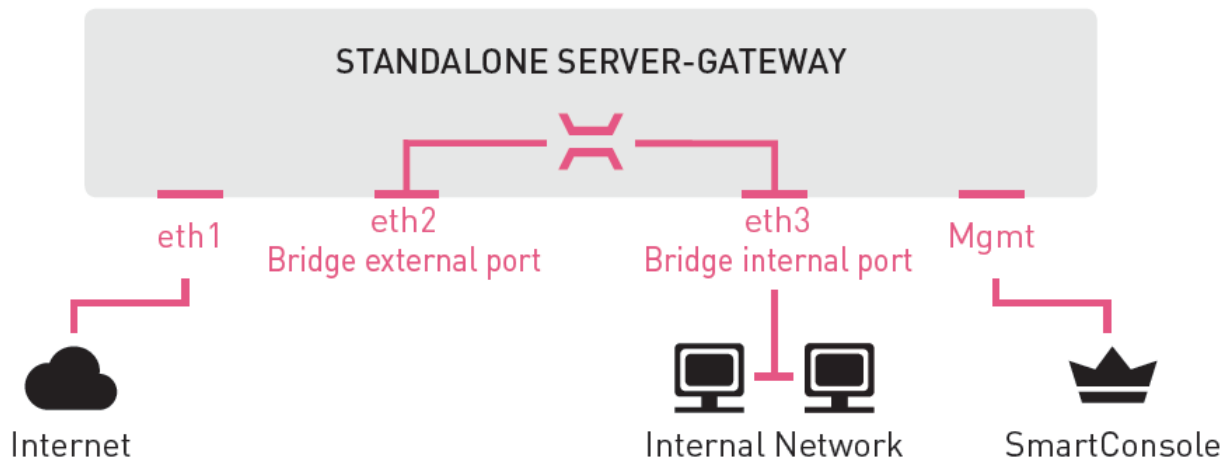 STANDALONE SERVER-GATEWAY
eth1
eth2
Bridge external port
eth3
Bridge internal port
Mgmt
Internet
Internal Network
SmartConsole